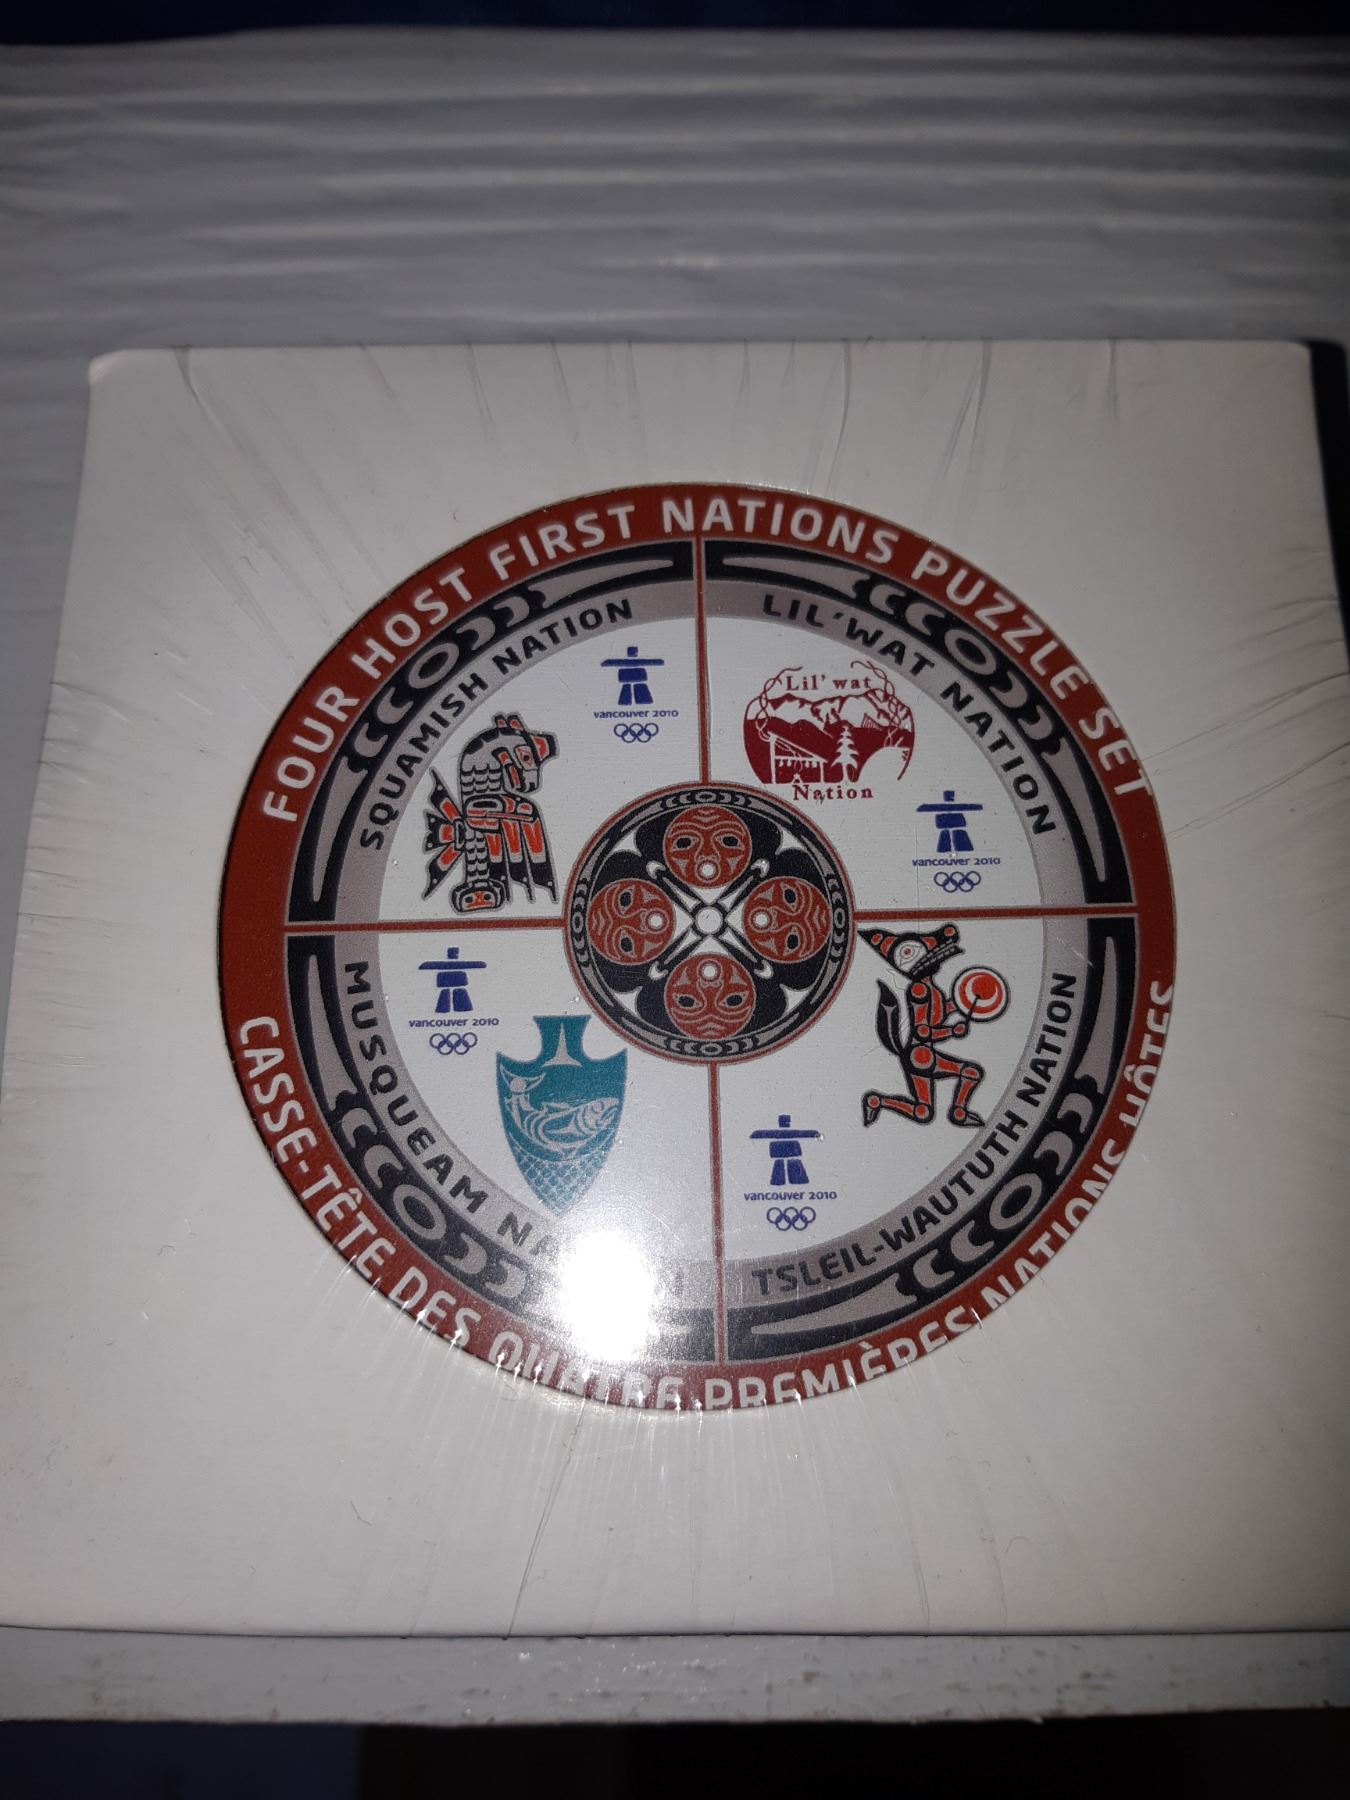 FOUR HOST FIRST NATIONS PUZZLE SET
SQUAMISH NATION
vancouver 2010
LIL'WAT NATION
Lil'wat
Nation
vancouver 2010
MUSQUEAM
vancouver 2010
TSLEIL-WAUTUTH NATION
vancouver 2010
CASSE-TÊTE DES QUATRE PREMIÈRES NATIONS HÔTES